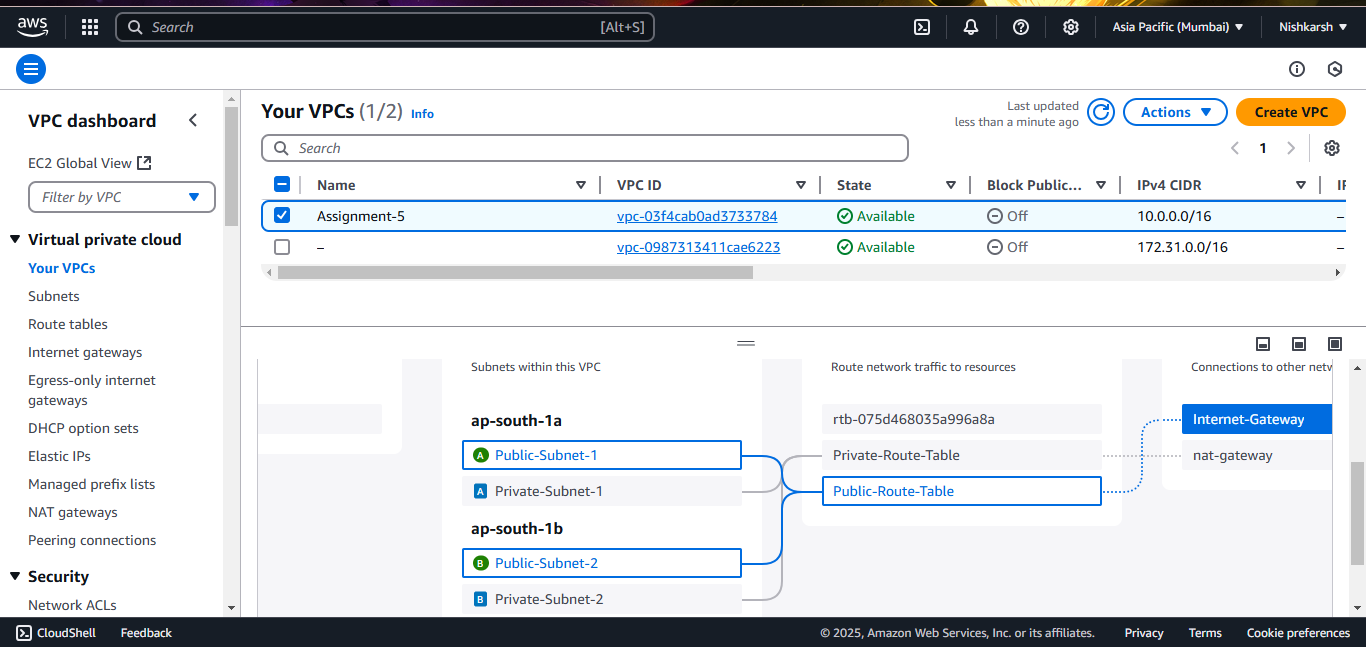 aws
Search
[Alt+S]
Asia Pacific (Mumbai)
Nishkarsh
VPC dashboard
EC2 Global View
Filter by VPC
Virtual private cloud
Your VPCs
Subnets
Route tables
Internet gateways
Egress-only internet
gateways
DHCP option sets
Elastic IPs
Managed prefix lists
NAT gateways
Peering connections
Security
Network ACLs
Your VPCs (1/2) Info
Last updated
less than a minute ago
Actions
Create VPC
Search
1
Name VPC ID State Block Public... IPv4 CIDR
Assignment-5 vpc-03f4cab0ad3733784 Available Off 10.0.0.0/16 –
– vpc-0987313411cae6223 Available Off 172.31.0.0/16 –
Subnets within this VPC
ap-south-1a
A Public-Subnet-1
A Private-Subnet-1
ap-south-1b
B Public-Subnet-2
B Private-Subnet-2
Route network traffic to resources
rtb-075d468035a996a8a
Private-Route-Table
Public-Route-Table
Connections to other netw
Internet-Gateway
nat-gateway
CloudShell Feedback
© 2025, Amazon Web Services, Inc. or its affiliates. Privacy Terms Cookie preferences